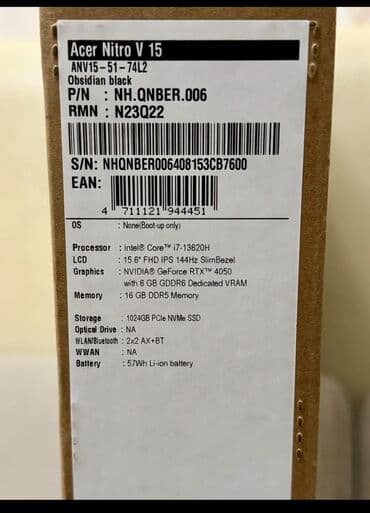 Acer Nitro V 15
ANV15-51-74L2
Obsidian black
P/N : NH.QNBER.006
RMN : N23Q22
S/N: NHQNBER006408153CB7600
EAN:
4 711121 944451
OS : None(Boot-up only)
Processor : Intel® Core™ i7-13620H
LCD : 15.6" FHD IPS 144Hz SlimBezel
Graphics : NVIDIA® GeForce RTX™ 4050
with 6 GB GDDR6 Dedicated VRAM
Memory : 16 GB DDR5 Memory
Storage : 1024GB PCIe NVMe SSD
Optical Drive : NA
WLAN/Bluetooth : 2x2 AX+BT
WWAN : NA
Battery : 57Wh Li-ion battery